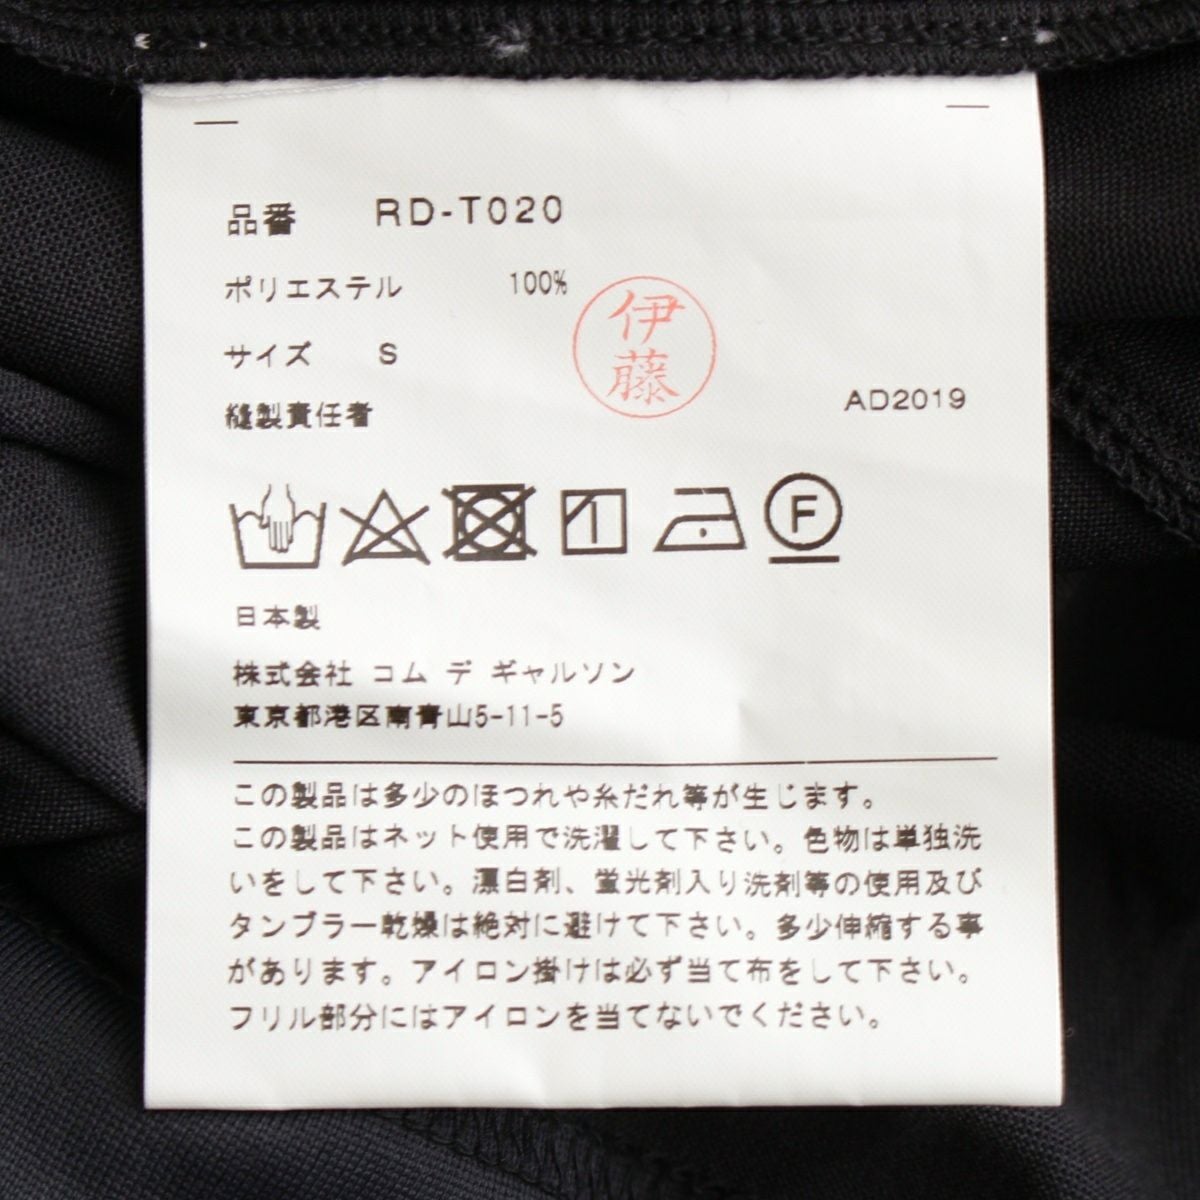 品番 RD-T020
ポリエステル 100%
サイズ S
伊藤
縫製責任者
AD2019
F
日本製
株式会社 コム デ ギャルソン
東京都港区南青山5-11-5
この製品は多少のほつれや糸だれ等が生じます。
この製品はネット使用で洗濯して下さい。色物は単独洗
いをして下さい。漂白剤、蛍光剤入り洗剤等の使用及び
タンブラー乾燥は絶対に避けて下さい。多少伸縮する事
があります。アイロン掛けは必ず当て布をして下さい。
フリル部分にはアイロンを当てないでください。